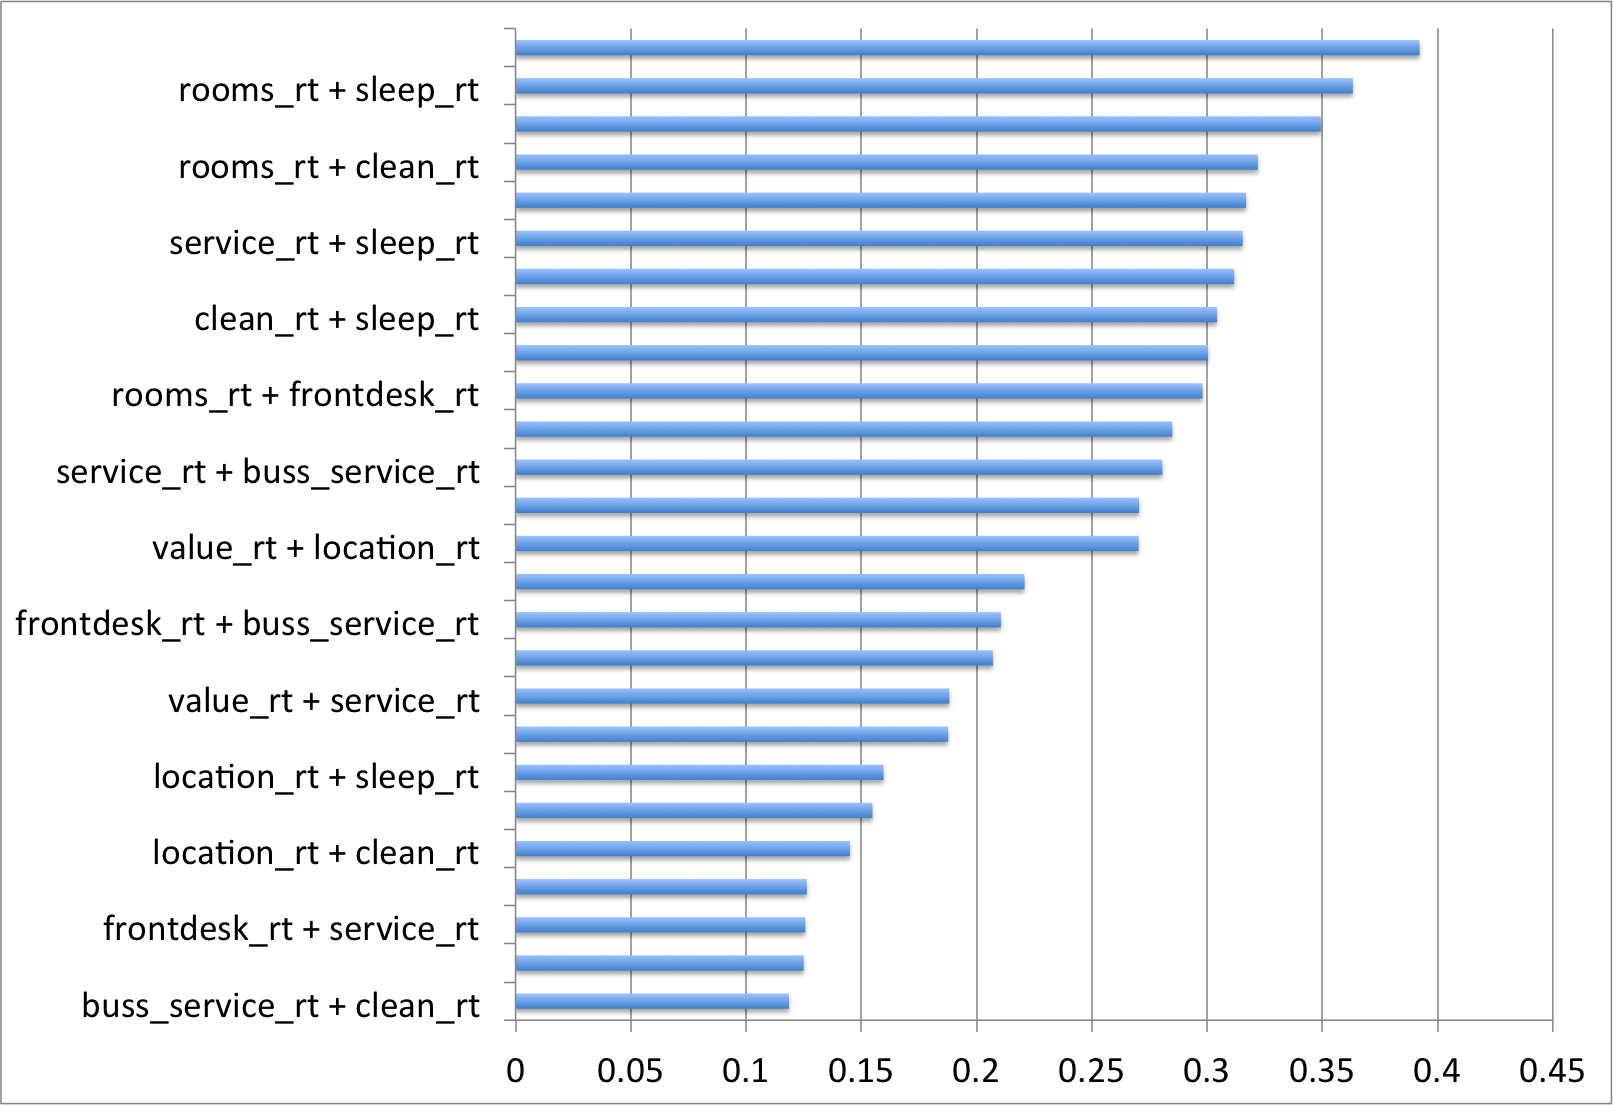 rooms_rt + sleep_rt
rooms_rt + clean_rt
service_rt + sleep_rt
clean_rt + sleep_rt
rooms_rt + frontdesk_rt
service_rt + buss_service_rt
value_rt + location_rt
frontdesk_rt + buss_service_rt
value_rt + service_rt
location_rt + sleep_rt
location_rt + clean_rt
frontdesk_rt + service_rt
buss_service_rt + clean_rt
0 0.05 0.1 0.15 0.2 0.25 0.3 0.35 0.4 0.45